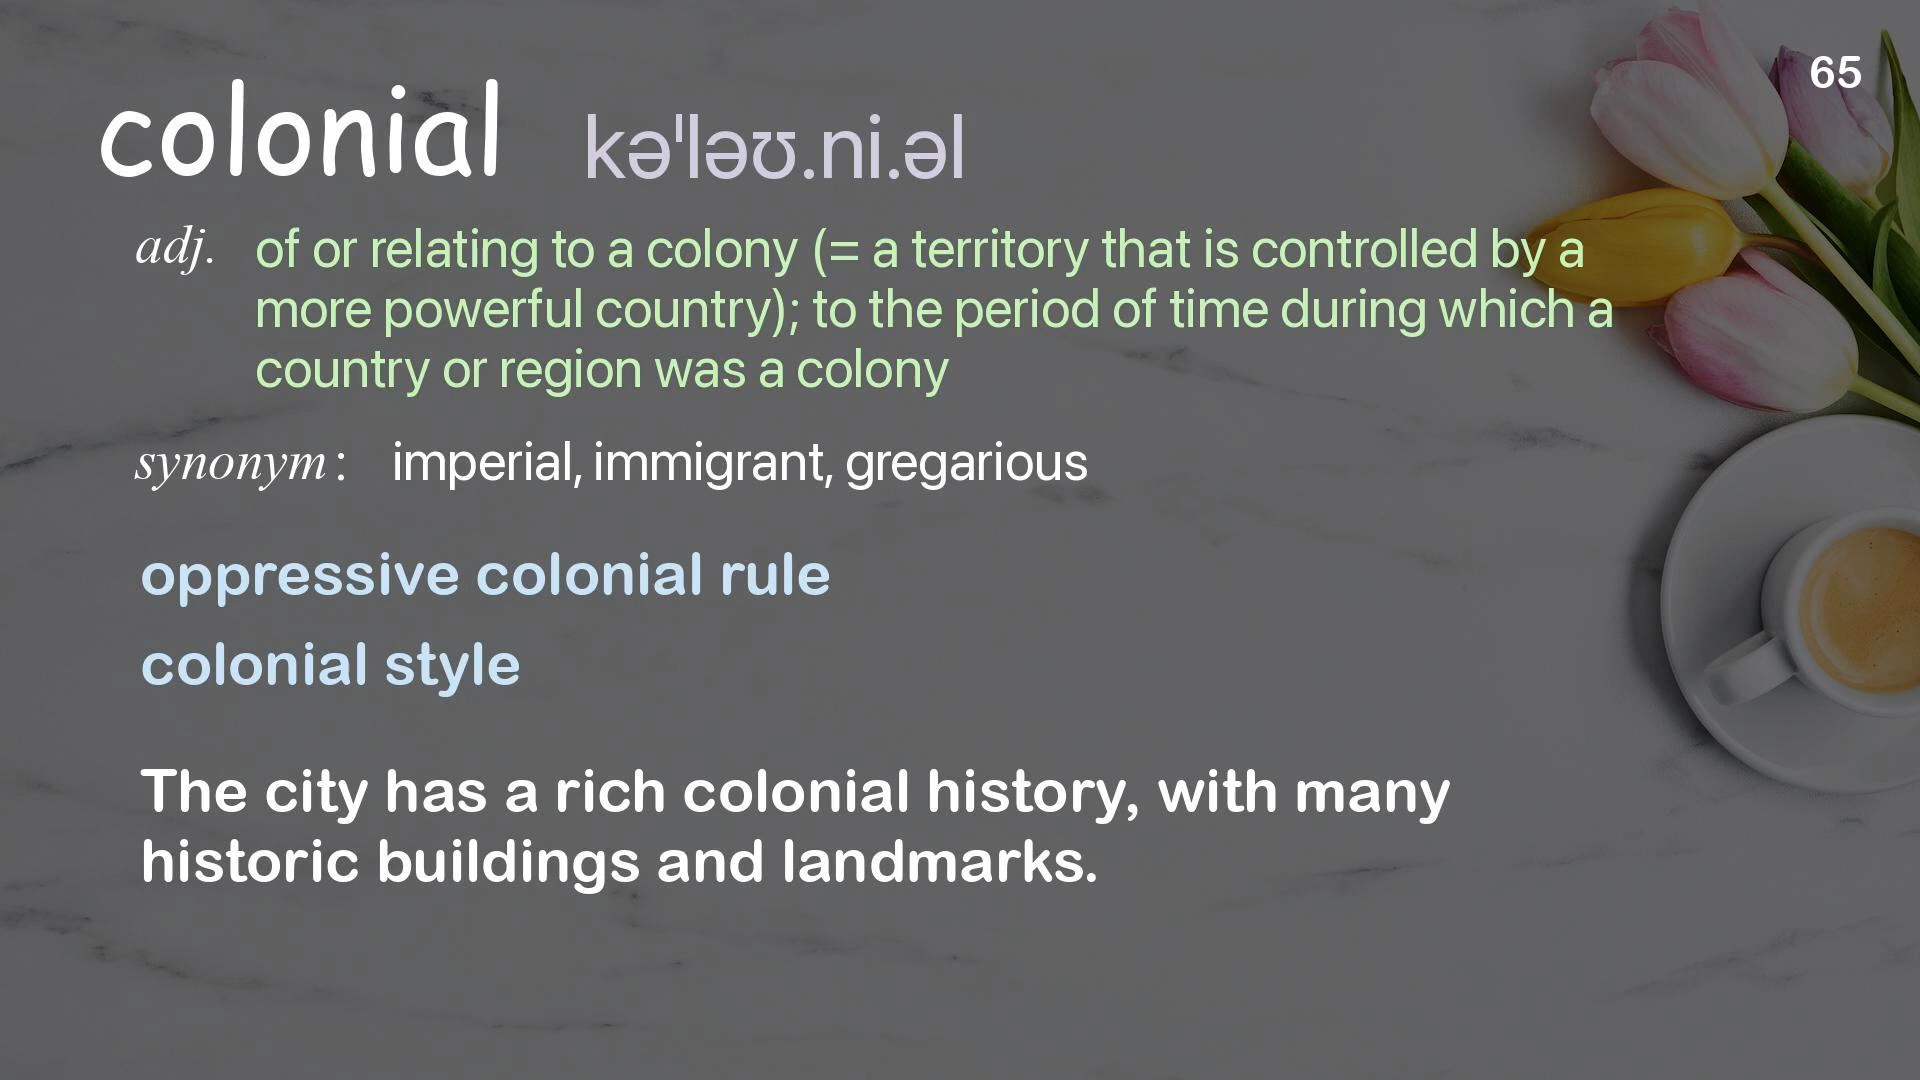 65
colonial kəˈləʊ.ni.əl
adj. of or relating to a colony (= a territory that is controlled by a
more powerful country); to the period of time during which a
country or region was a colony
synonym: imperial, immigrant, gregarious
oppressive colonial rule
colonial style
The city has a rich colonial history, with many
historic buildings and landmarks.